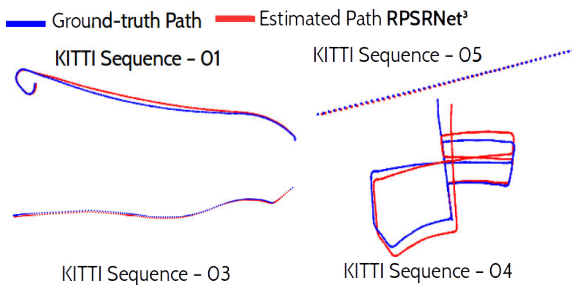 Ground-truth Path Estimated Path RPSRNet³
KITTI Sequence - 01
KITTI Sequence - 05
KITTI Sequence - 03
KITTI Sequence - 04